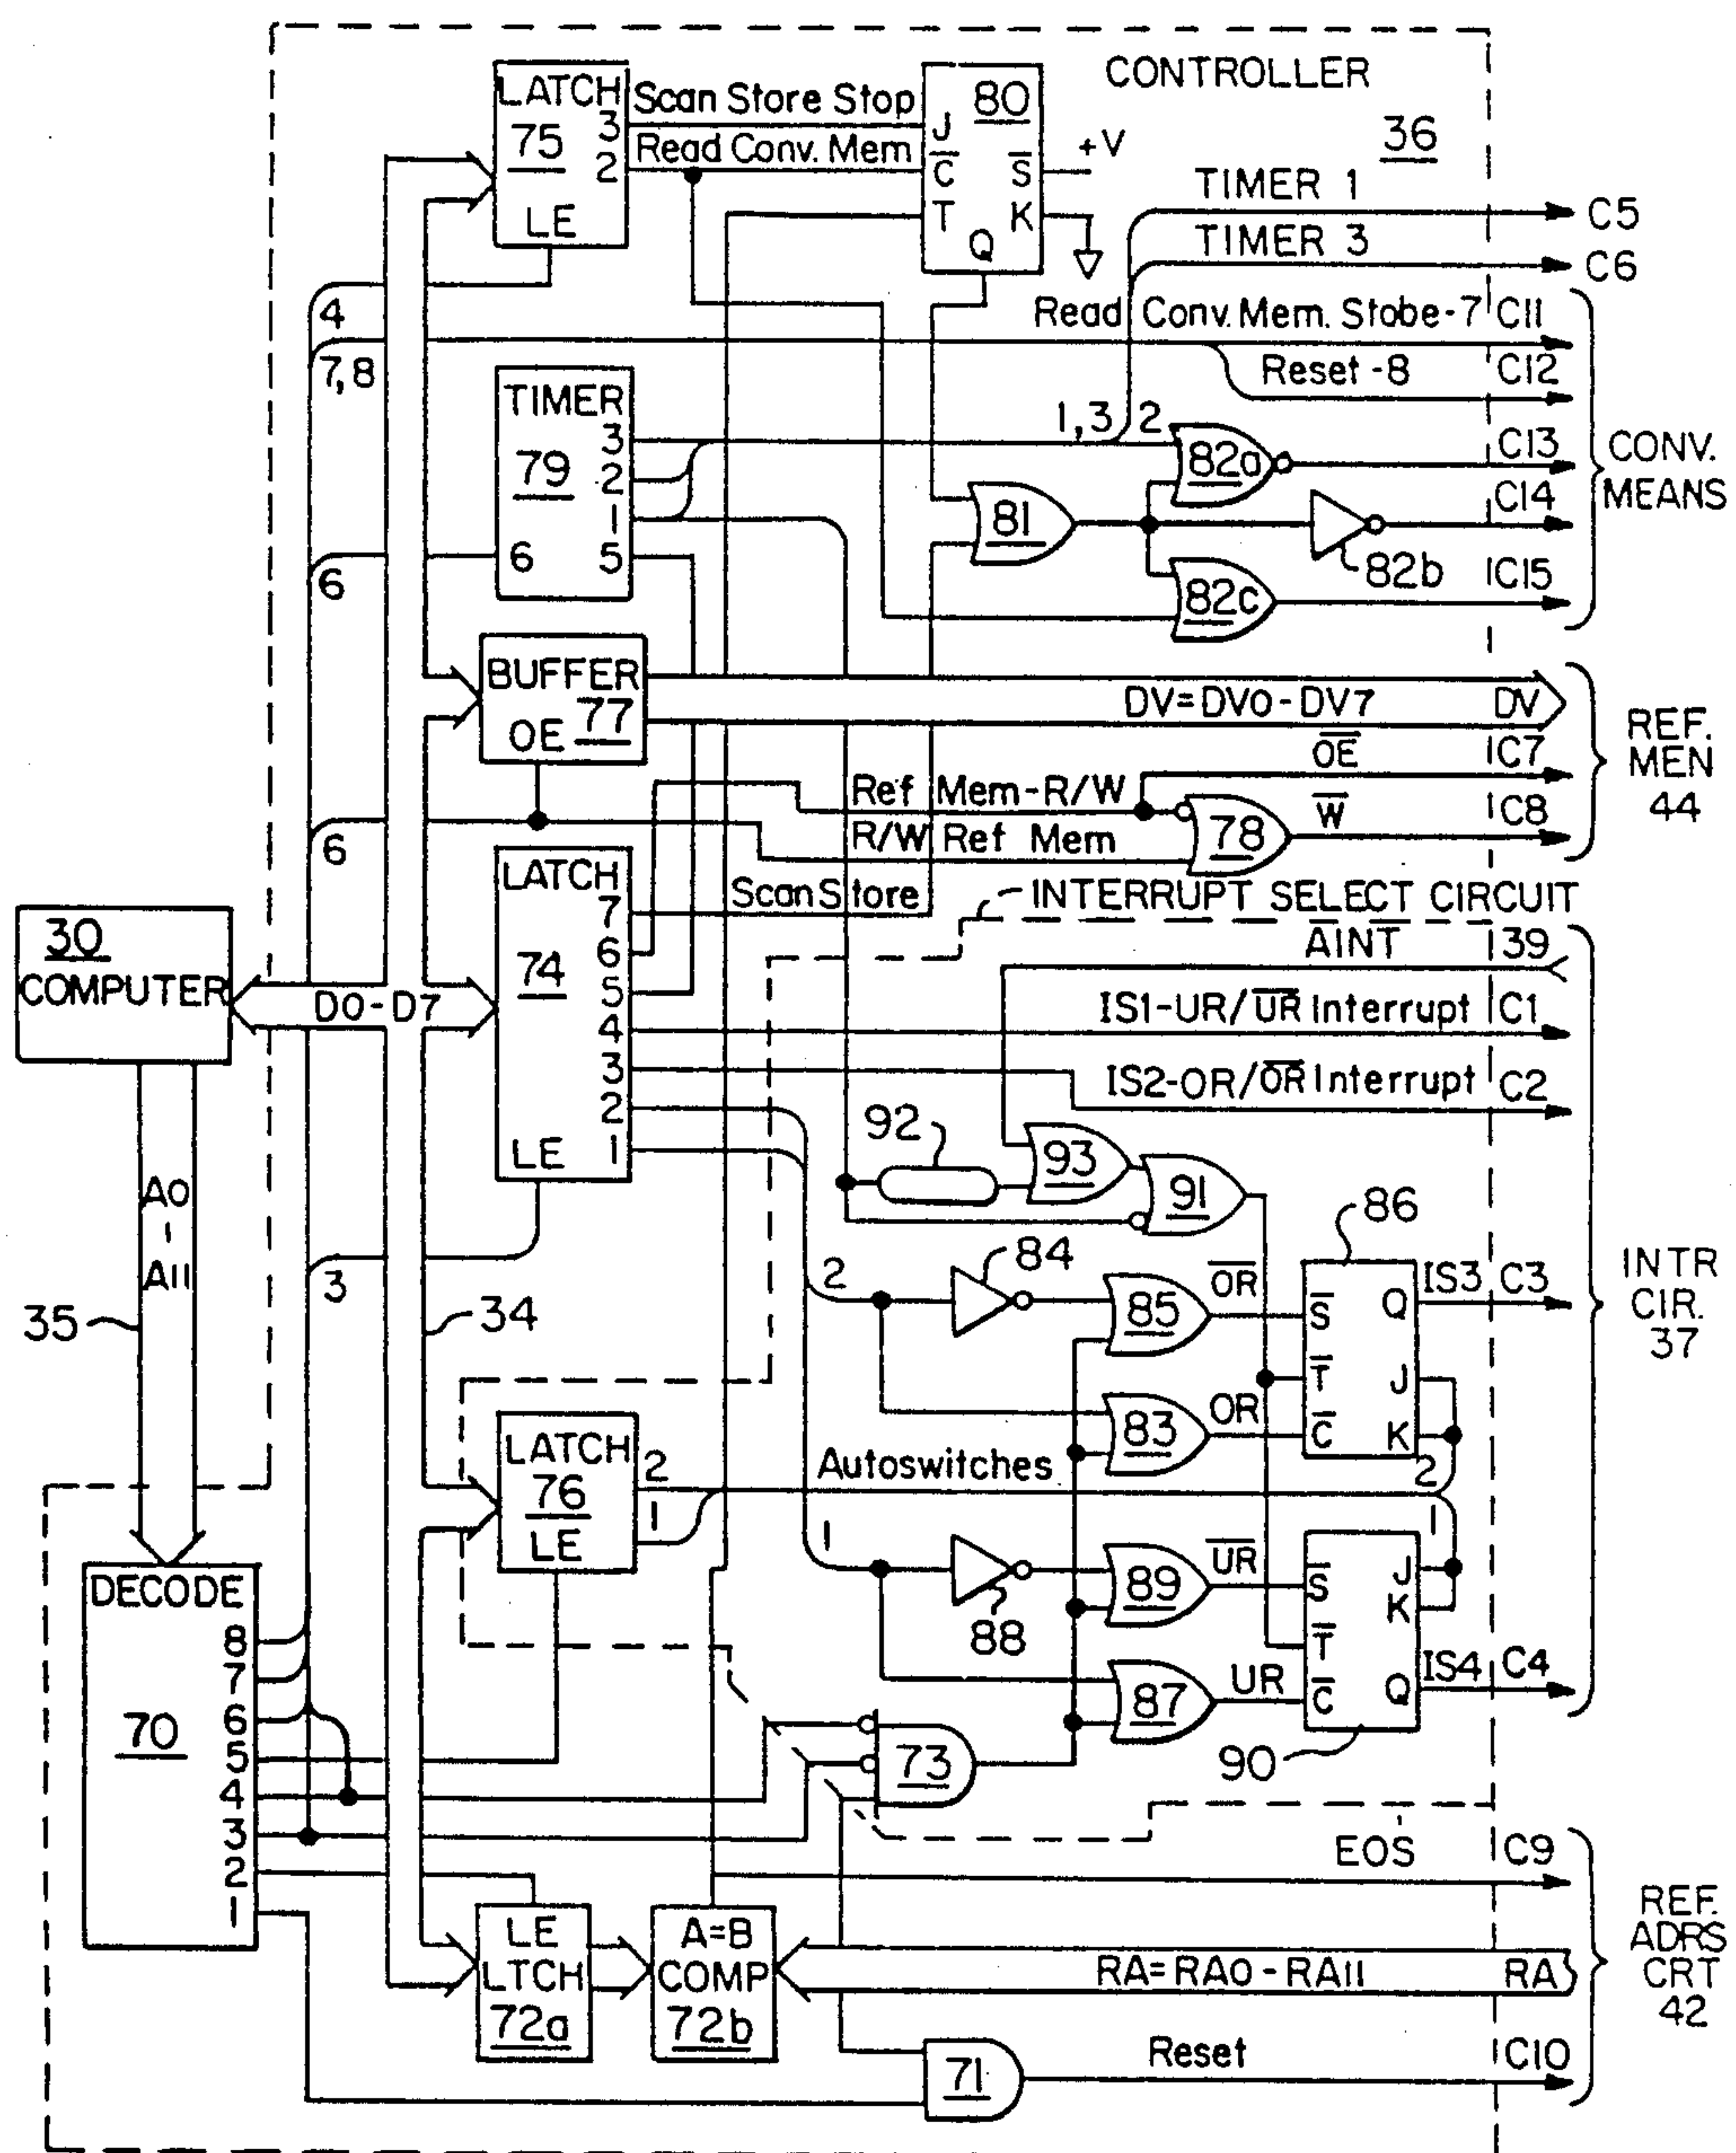 CONTROLLER
36
LATCH
75
3
2
LE
Scan Store Stop
Read Conv. Mem
80
J
C
T
S
K
Q
+V
TIMER 1
C5
TIMER 3
C6
4
Read Conv. Mem. Stobe-7
C11
7,8
Reset -8
C12
TIMER
79
3
2
1
6
5
1,3
2
82a
C13
CONV.
MEANS
81
C14
82b
82c
C15
6
BUFFER
OE
77
DV=DV0-DV7
DV
REF.
MEN
44
OE
C7
Ref Mem-R/W
W
C8
R/W Ref Mem
78
6
LATCH
74
7
6
5
4
3
2
1
LE
Scan Store
INTERRUPT SELECT CIRCUIT
AINT
39
30
COMPUTER
D0-D7
IS1-UR/UR Interrupt
C1
IS2-OR/OR Interrupt
C2
92
93
91
A0
-
A11
35
34
3
86
84
2
OR
85
S
Q
IS3
C3
INTR
CIR.
37
T
J
83
OR
C
K
2
LATCH
76
LE
2
1
Autoswitches
1
1
DECODE
70
8
7
6
5
4
3
2
1
88
89
UR
S
J
K
T
87
UR
C
Q
IS4
C4
90
73
EOS
C9
LE
LTCH
72a
A=B
COMP
72b
RA=RA0-RA11
RA
REF.
ADRS
CRT
42
71
Reset
C10